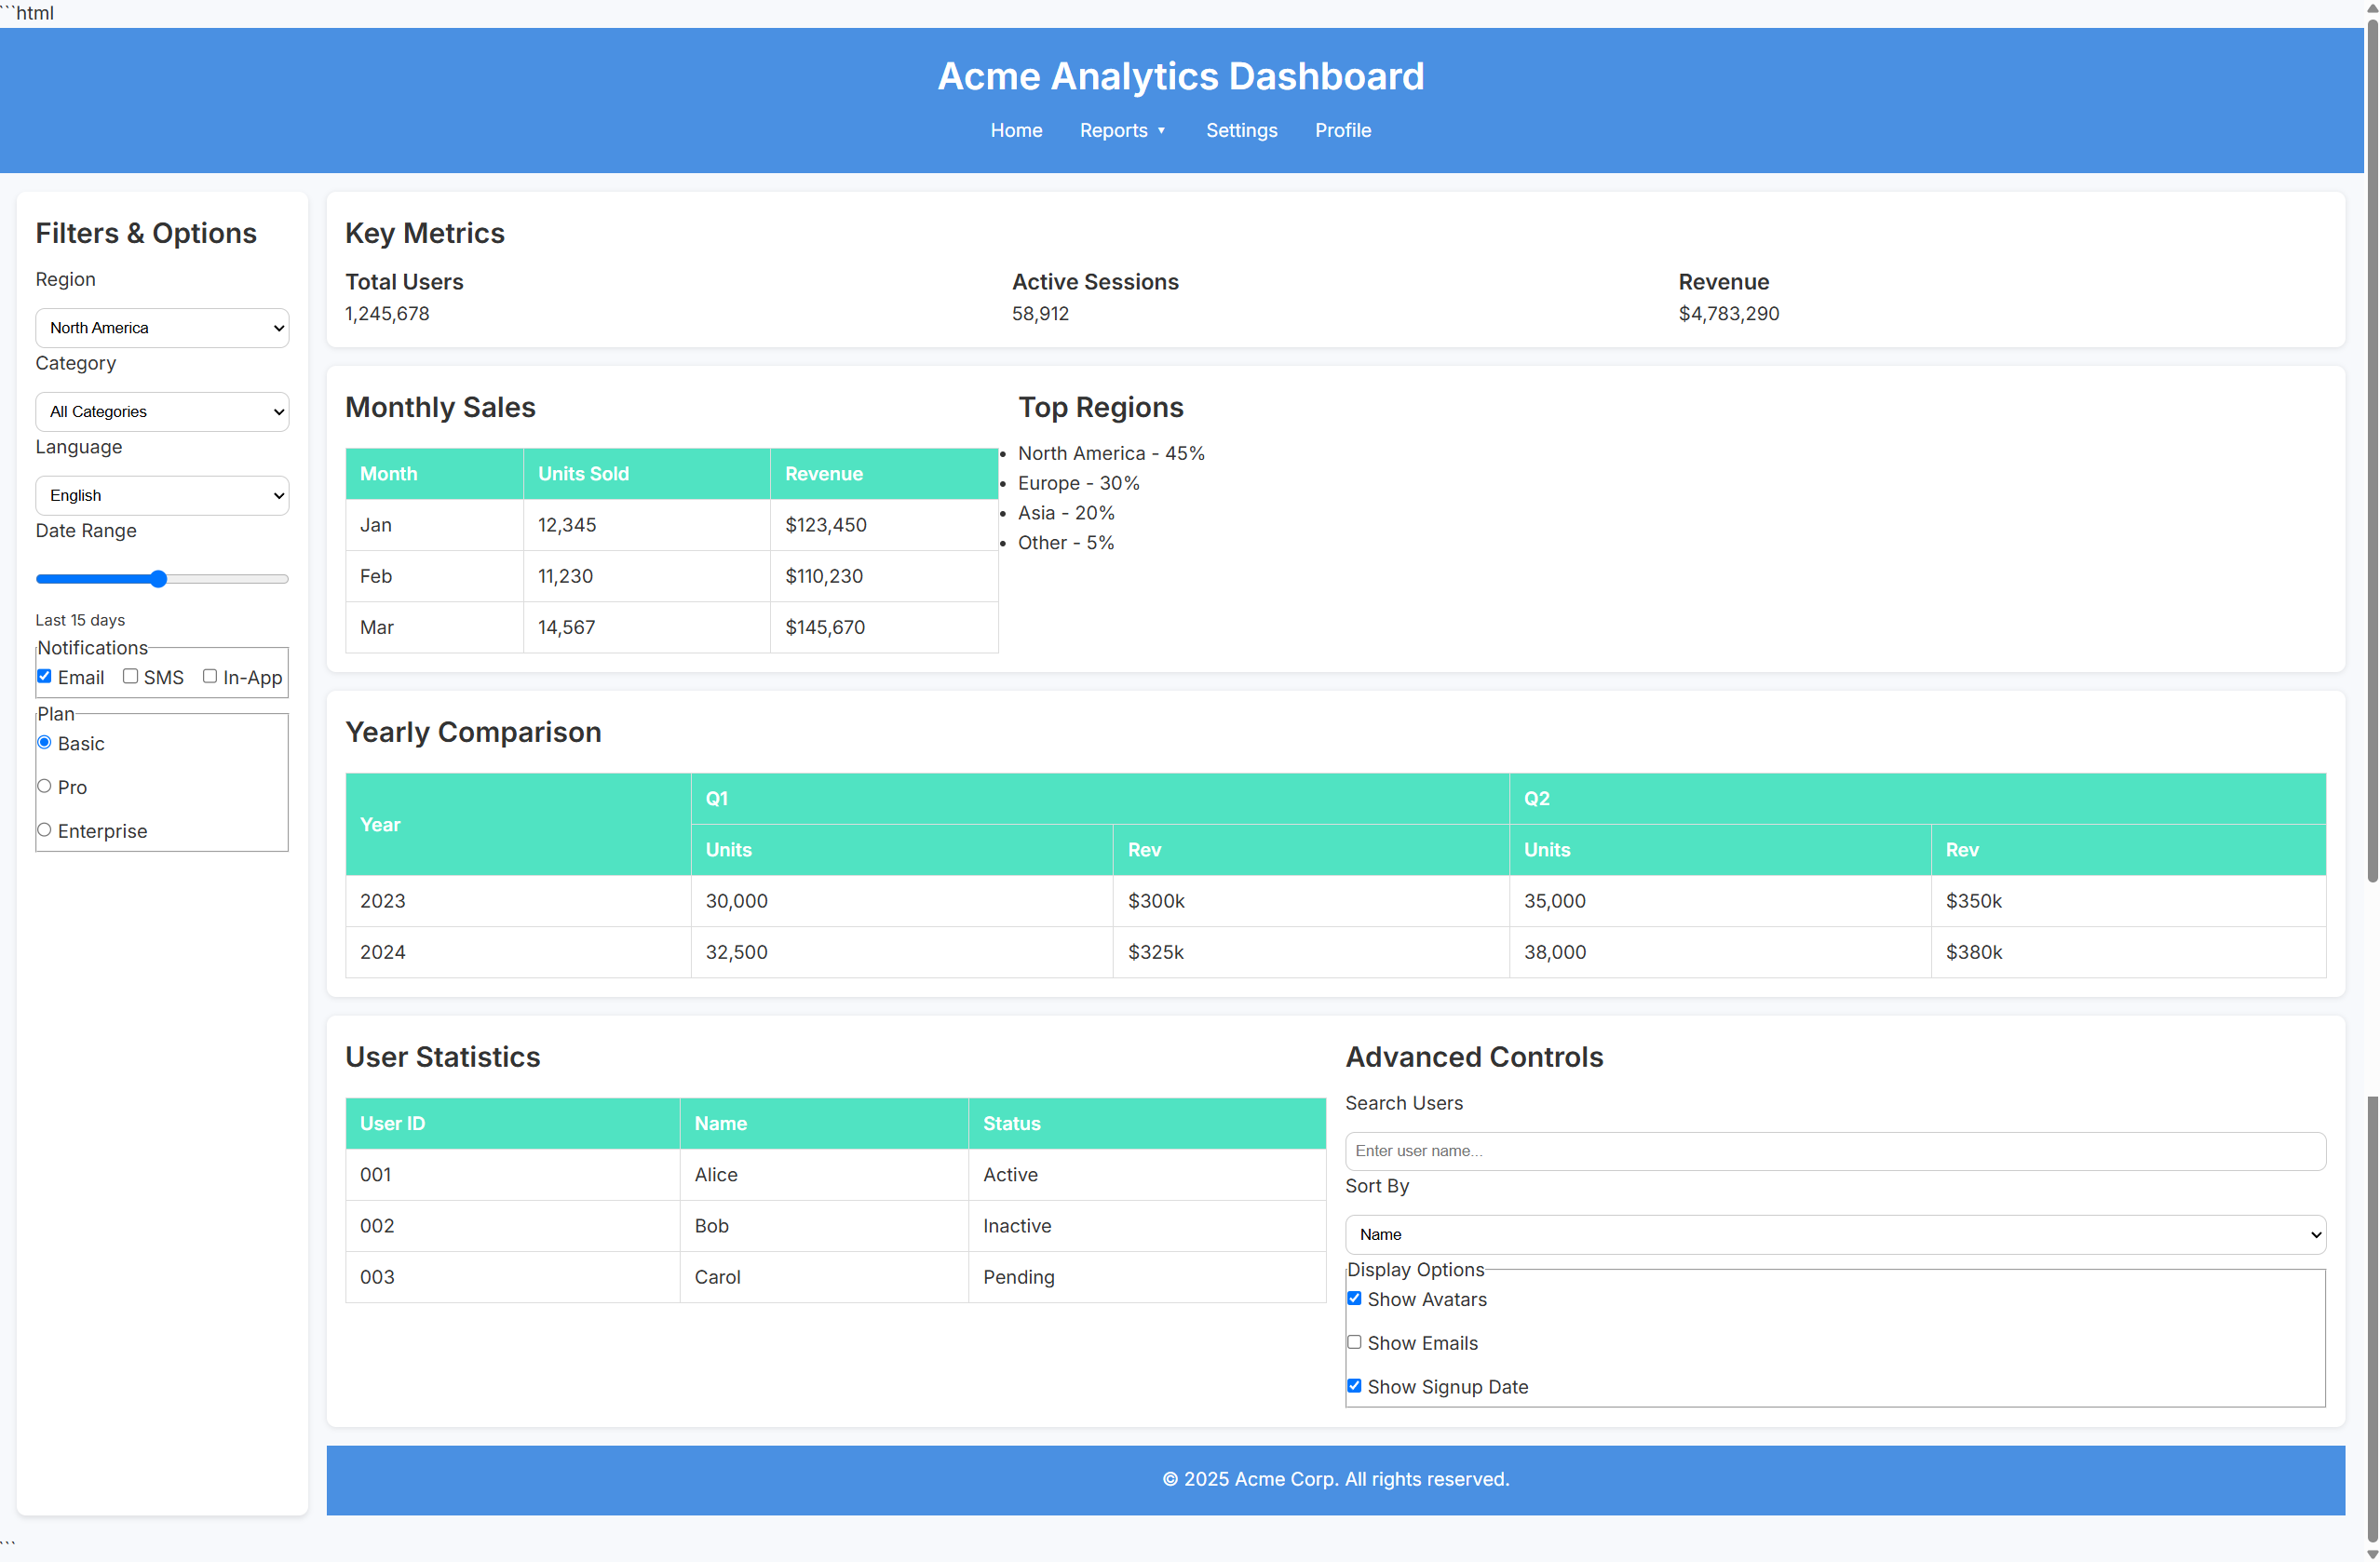 ```html
Acme Analytics Dashboard
Home Reports ▼ Settings Profile
Filters & Options
Region
North America
Category
All Categories
Language
English
Date Range
Last 15 days
Notifications
Email SMS In-App
Plan
Basic
Pro
Enterprise
Key Metrics
Total Users Active Sessions Revenue
1,245,678 58,912 $4,783,290
Monthly Sales
Month Units Sold Revenue
Jan 12,345 $123,450
Feb 11,230 $110,230
Mar 14,567 $145,670
Top Regions
• North America - 45%
• Europe - 30%
• Asia - 20%
• Other - 5%
Yearly Comparison
Year Q1 Q2
Units Rev Units Rev
2023 30,000 $300k 35,000 $350k
2024 32,500 $325k 38,000 $380k
User Statistics
User ID Name Status
001 Alice Active
002 Bob Inactive
003 Carol Pending
Advanced Controls
Search Users
Enter user name...
Sort By
Name
Display Options
Show Avatars
Show Emails
Show Signup Date
© 2025 Acme Corp. All rights reserved.
```